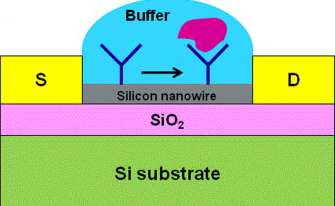 Buffer
S
D
Silicon nanowire
SiO₂
Si substrate